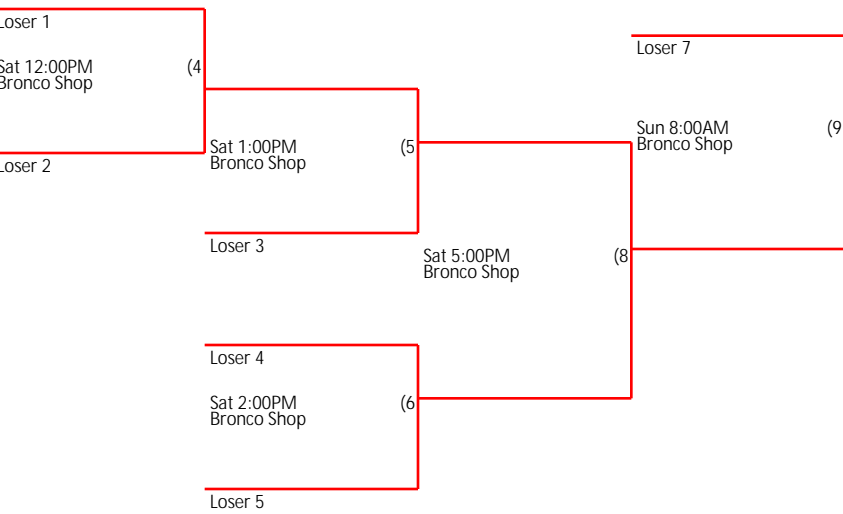 Loser 1
Sat 12:00PM (4
Bronco Shop
Loser 2
Sat 1:00PM (5
Bronco Shop
Loser 3
Loser 4
Sat 2:00PM (6
Bronco Shop
Loser 5
Sat 5:00PM (8
Bronco Shop
Loser 7
Sun 8:00AM (9
Bronco Shop